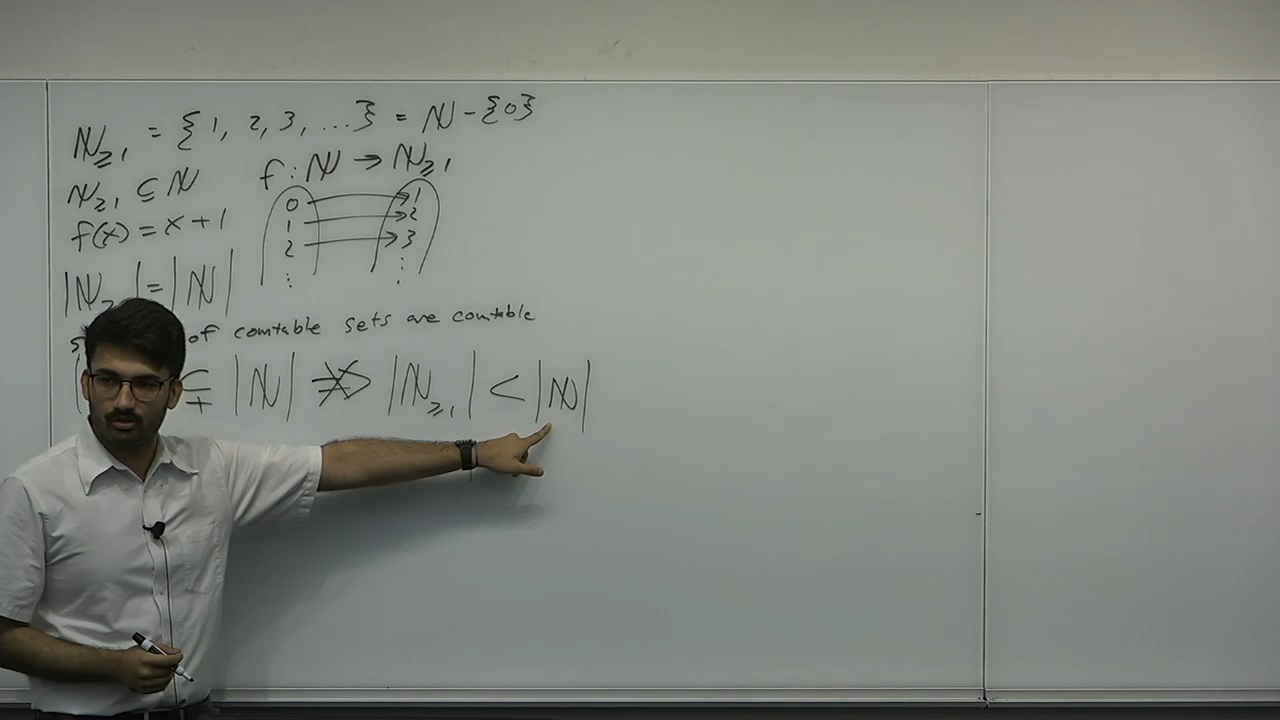 ℕ≥1 = {1, 2, 3, ...} = ℕ - {0}
ℕ≥1 ⊆ ℕ
f : ℕ → ℕ≥1
f(x) = x + 1
0 → 1
1 → 2
2 → 3
⋮ ⋮
|ℕ≥ | = |ℕ|
of countable sets are countable
| ⊊ |ℕ| ⇏ |ℕ≥1| < |ℕ|